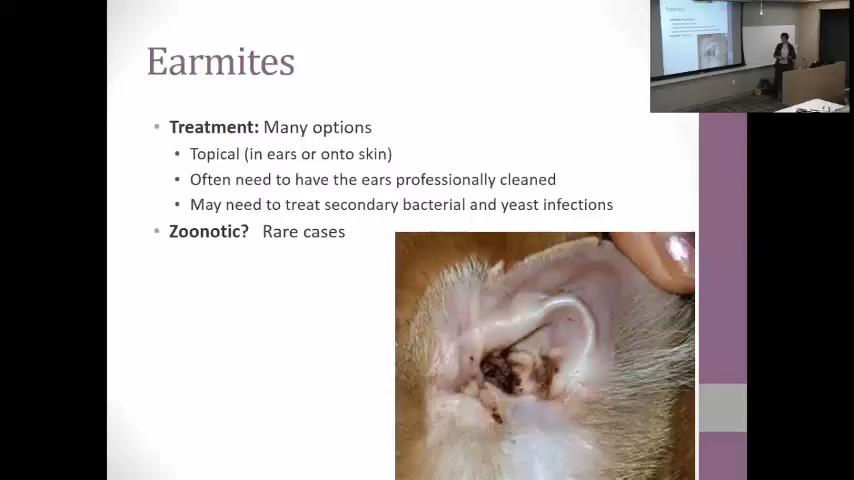 Earmites
• Treatment: Many options
• Topical (in ears or onto skin)
• Often need to have the ears professionally cleaned
• May need to treat secondary bacterial and yeast infections
• Zoonotic? Rare cases